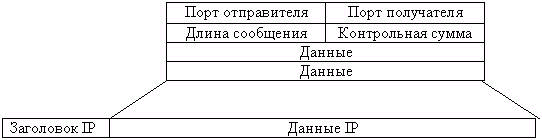 Порт отправителя Порт получателя
Длина сообщения Контрольная сумма
Данные
Данные
Заголовок IP Данные IP